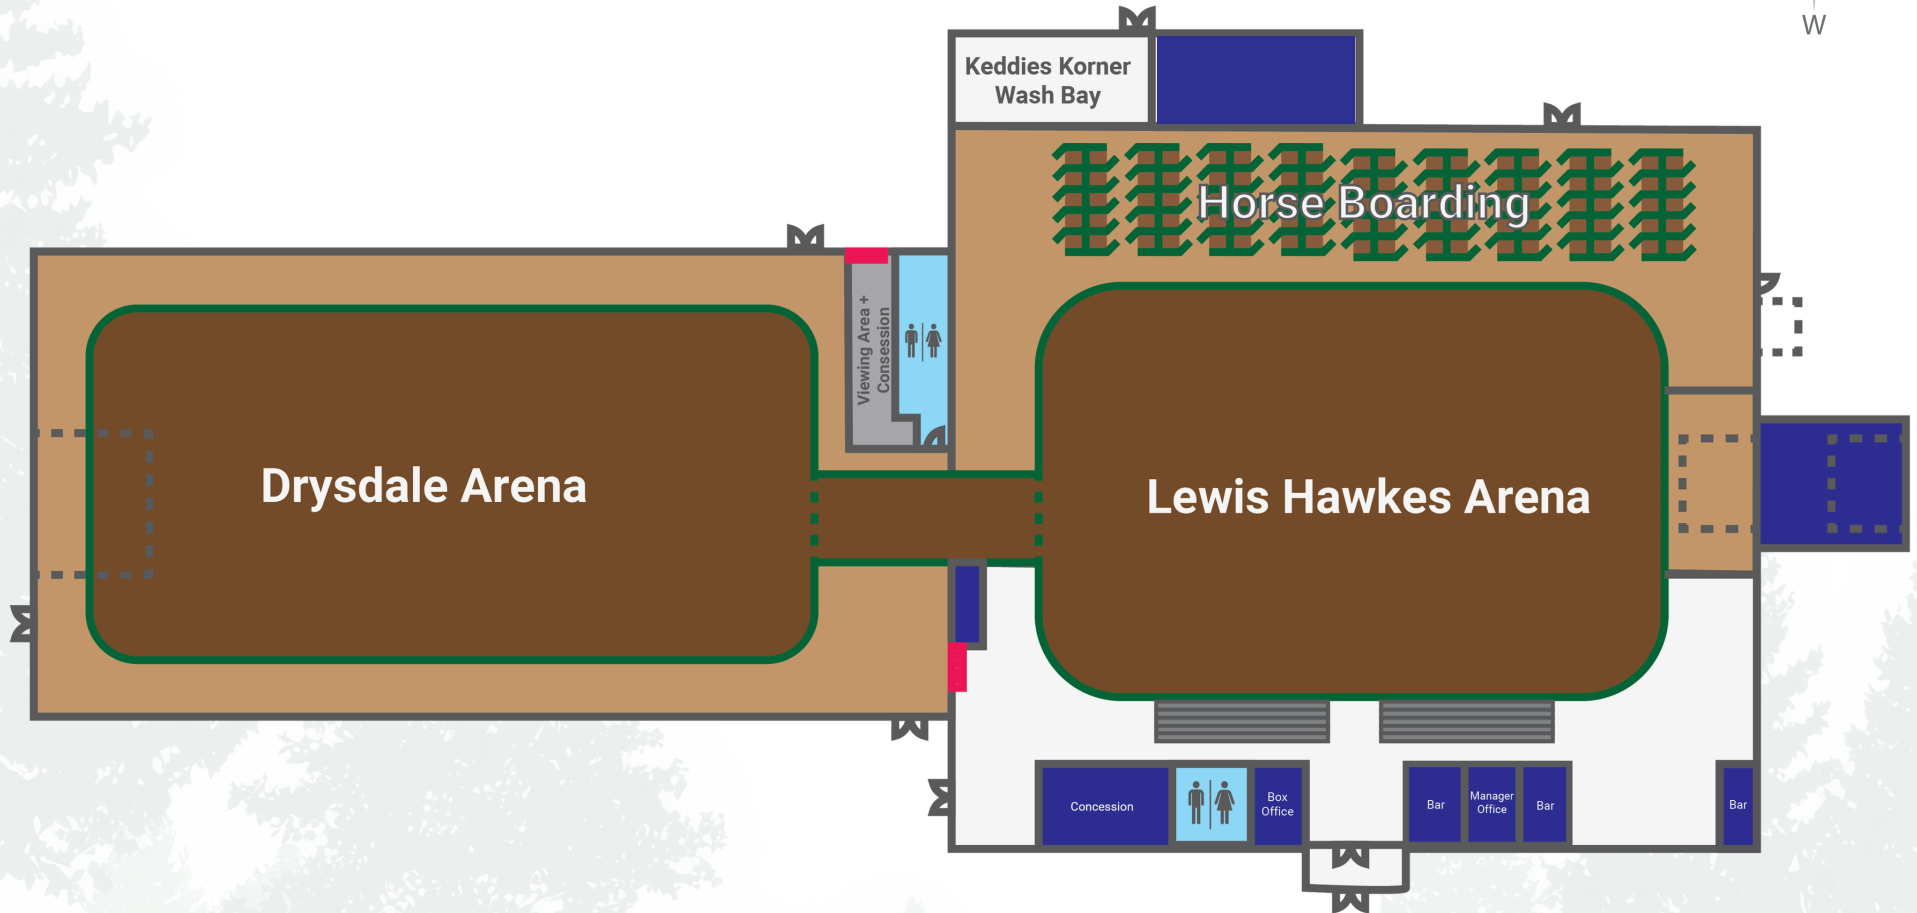 W
Keddies Korner
Wash Bay
Horse Boarding
Viewing Area +
Consession
Drysdale Arena
Lewis Hawkes Arena
Concession
Box
Office
Bar
Manager
Office
Bar
Bar